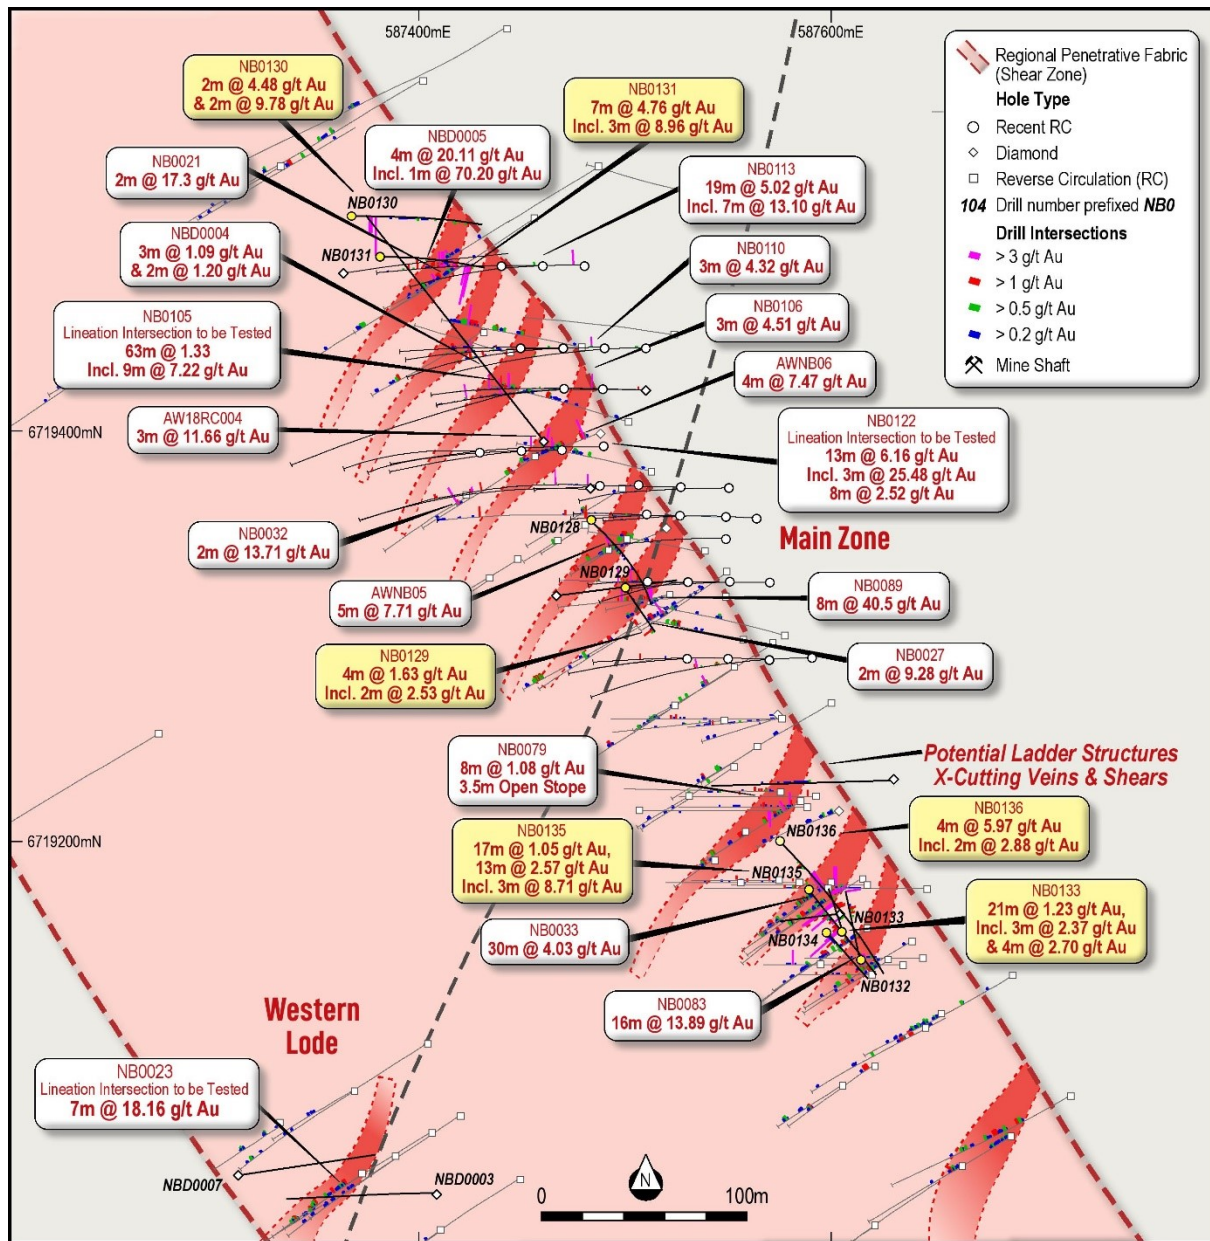 587400mE
587600mE
NB0130
2m @ 4.48 g/t Au
& 2m @ 9.78 g/t Au
NB0131
7m @ 4.76 g/t Au
Incl. 3m @ 8.96 g/t Au
NBD0005
4m @ 20.11 g/t Au
Incl. 1m @ 70.20 g/t Au
NB0021
2m @ 17.3 g/t Au
NB0113
19m @ 5.02 g/t Au
Incl. 7m @ 13.10 g/t Au
NB0130
NBD0004
3m @ 1.09 g/t Au
& 2m @ 1.20 g/t Au
NB0131
NB0110
3m @ 4.32 g/t Au
NB0105
Lineation Intersection to be Tested
63m @ 1.33
Incl. 9m @ 7.22 g/t Au
NB0106
3m @ 4.51 g/t Au
AWNB06
4m @ 7.47 g/t Au
AW18RC004
3m @ 11.66 g/t Au
6719400mN
NB0122
Lineation Intersection to be Tested
13m @ 6.16 g/t Au
Incl. 3m @ 25.48 g/t Au
8m @ 2.52 g/t Au
NB0032
2m @ 13.71 g/t Au
NB0128
Main Zone
NB0129
AWNB05
5m @ 7.71 g/t Au
NB0089
8m @ 40.5 g/t Au
NB0129
4m @ 1.63 g/t Au
Incl. 2m @ 2.53 g/t Au
NB0027
2m @ 9.28 g/t Au
NB0079
8m @ 1.08 g/t Au
3.5m Open Stope
Potential Ladder Structures
X-Cutting Veins & Shears
6719200mN
NB0136
NB0136
4m @ 5.97 g/t Au
Incl. 2m @ 2.88 g/t Au
NB0135
17m @ 1.05 g/t Au,
13m @ 2.57 g/t Au
Incl. 3m @ 8.71 g/t Au
NB0135
NB0133
NB0133
21m @ 1.23 g/t Au,
Incl. 3m @ 2.37 g/t Au
& 4m @ 2.70 g/t Au
NB0033
30m @ 4.03 g/t Au
NB0134
NB0132
NB0083
16m @ 13.89 g/t Au
Western
Lode
NB0023
Lineation Intersection to be Tested
7m @ 18.16 g/t Au
NBD0007
NBD0003
N
0
100m
Regional Penetrative Fabric
(Shear Zone)
Hole Type
Recent RC
Diamond
Reverse Circulation (RC)
104 Drill number prefixed NB0
Drill Intersections
> 3 g/t Au
> 1 g/t Au
> 0.5 g/t Au
> 0.2 g/t Au
Mine Shaft